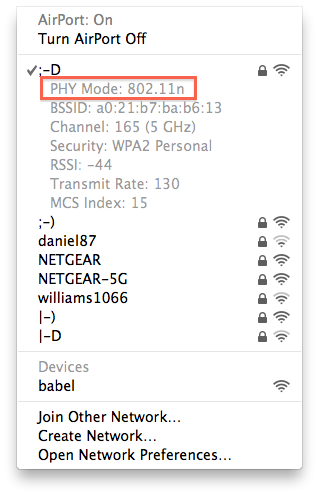 AirPort: On
Turn AirPort Off
;-D
PHY Mode: 802.11n
BSSID: a0:21:b7:ba:b6:13
Channel: 165 (5 GHz)
Security: WPA2 Personal
RSSI: -44
Transmit Rate: 130
MCS Index: 15
;-)
daniel87
NETGEAR
NETGEAR-5G
williams1066
|-)
|-D
Devices
babel
Join Other Network...
Create Network...
Open Network Preferences...